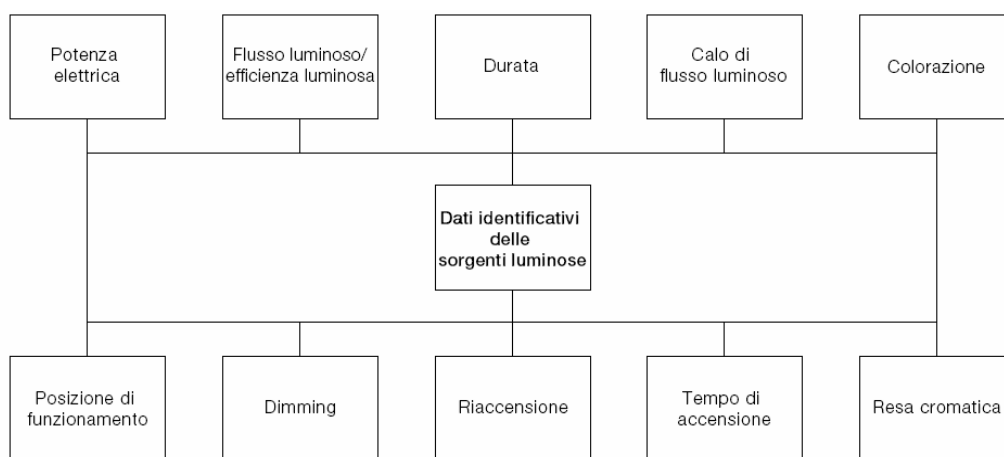 Potenza
elettrica
Flusso luminoso/
efficienza luminosa
Durata
Calo di
flusso luminoso
Colorazione
Dati identificativi
delle
sorgenti luminose
Posizione di
funzionamento
Dimming
Riaccensione
Tempo di
accensione
Resa cromatica